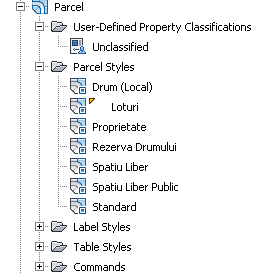 Parcel
User-Defined Property Classifications
Unclassified
Parcel Styles
Drum (Local)
Loturi
Proprietate
Rezerva Drumului
Spatiu Liber
Spatiu Liber Public
Standard
Label Styles
Table Styles
Commands